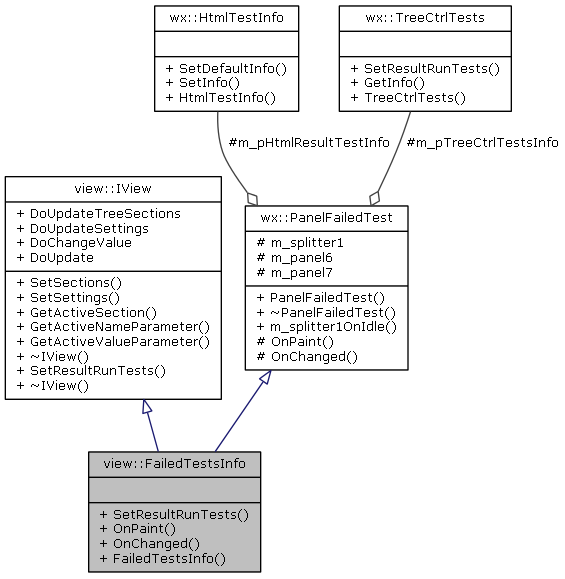 wx::HtmlTestInfo
+ SetDefaultInfo()
+ SetInfo()
+ HtmlTestInfo()
wx::TreeCtrlTests
+ SetResultRunTests()
+ GetInfo()
+ TreeCtrlTests()
#m_pHtmlResultTestInfo
#m_pTreeCtrlTestsInfo
view::IView
+ DoUpdateTreeSections
+ DoUpdateSettings
+ DoChangeValue
+ DoUpdate
+ SetSections()
+ SetSettings()
+ GetActiveSection()
+ GetActiveNameParameter()
+ GetActiveValueParameter()
+ ~IView()
+ SetResultRunTests()
+ ~IView()
wx::PanelFailedTest
# m_splitter1
# m_panel6
# m_panel7
+ PanelFailedTest()
+ ~PanelFailedTest()
+ m_splitter1OnIdle()
# OnPaint()
# OnChanged()
view::FailedTestsInfo
+ SetResultRunTests()
+ OnPaint()
+ OnChanged()
+ FailedTestsInfo()